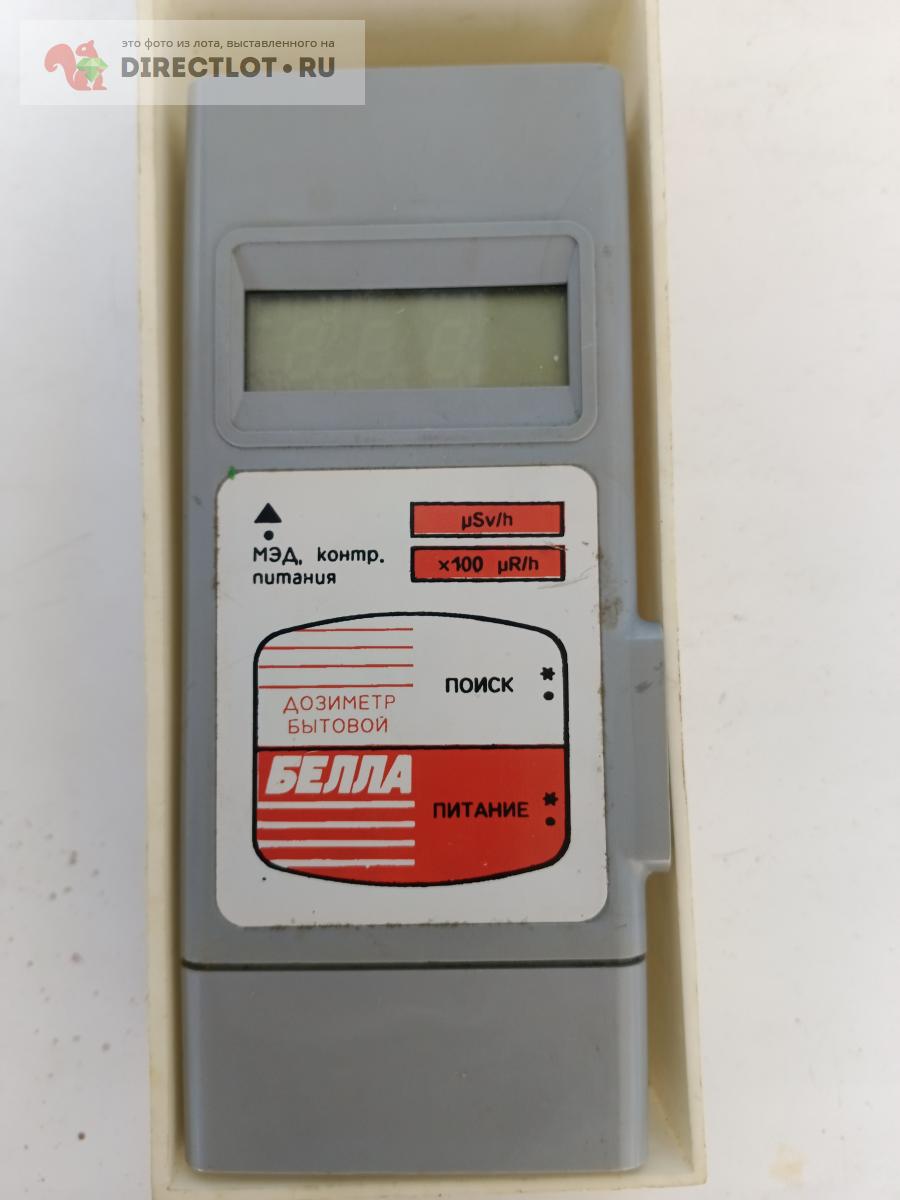 это фото из лота, выставленного на
DIRECTLOT•RU
µSv/h
МЭД, контр.
питания
×100 µR/h
ПОИСК
ДОЗИМЕТР
БЫТОВОЙ
БЕЛЛА
ПИТАНИЕ